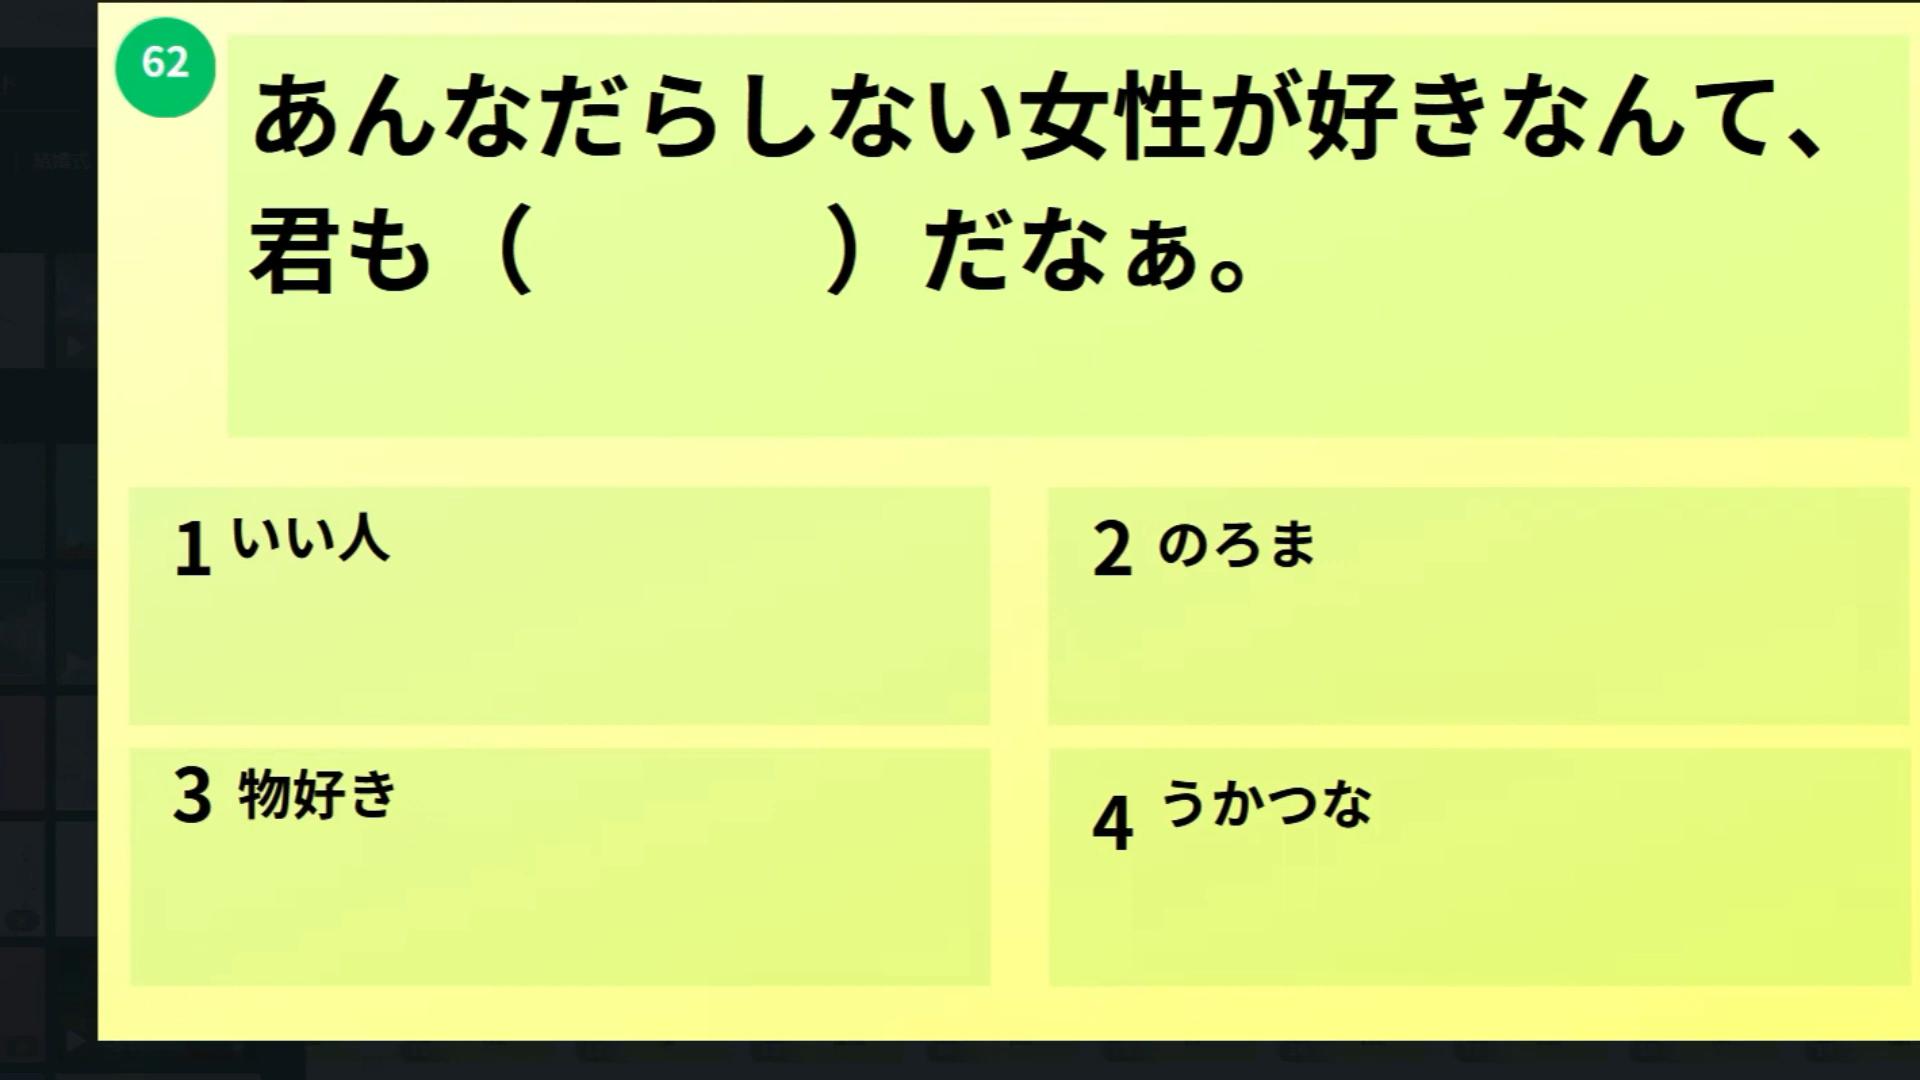 62
あんなだらしない女性が好きなんて、
君も（　　　）だなぁ。
1 いい人
2 のろま
3 物好き
4 うかつな